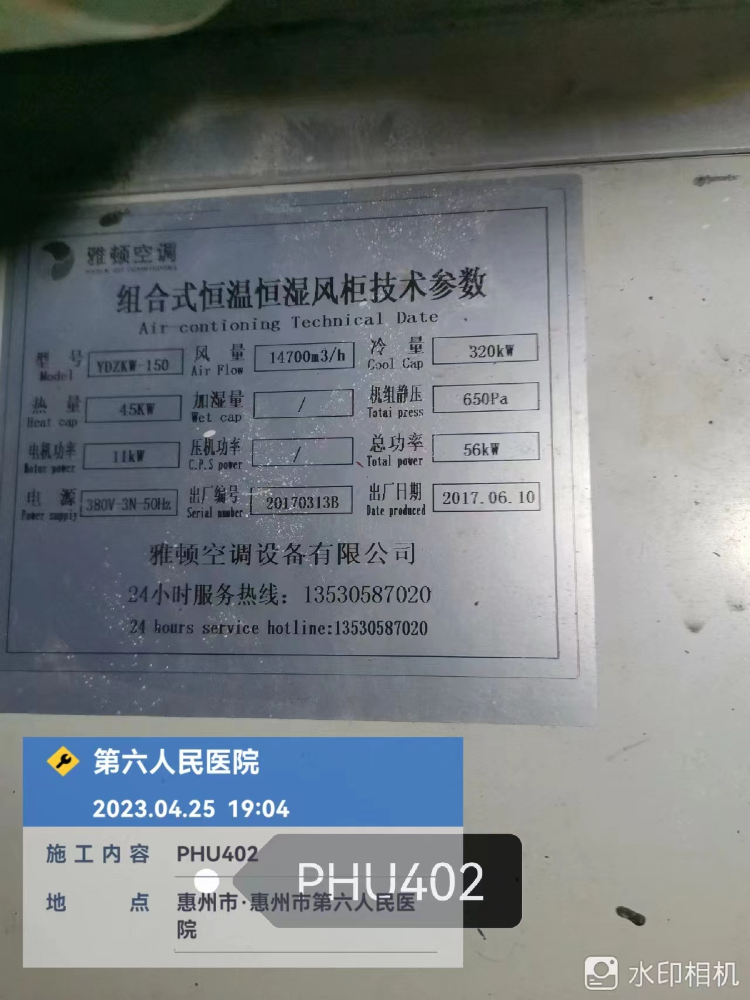 雅顿空调
组合式恒温恒湿风柜技术参数
Air contioning Technical Date
型 号 YDZKW-150 风 量 14700m3/h 冷 量 320kW
Model Air Flow Cool Cap
热 量 45KW 加湿量 / 机组静压 650Pa
Heat cap Wet cap Totai press
电机功率 11kW 压机功率 / 总功率 56kW
Motor power C.P.S power Total power
电 源 380V-3N-50Hz 出厂编号 20170313B 出厂日期 2017.06.10
Power suppiy Serial number Date produced
雅顿空调设备有限公司
24小时服务热线：13530587020
24 hours service hotline:13530587020
第六人民医院
2023.04.25 19:04
施工内容 PHU402
PHU402
地 点 惠州市·惠州市第六人民医
院
水印相机